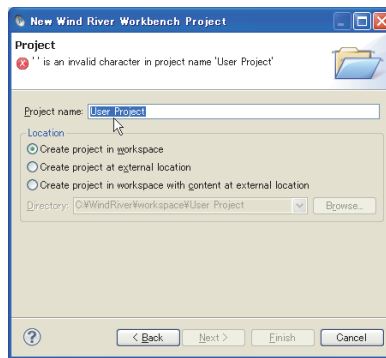 New Wind River Workbench Project
Project
' ' is an invalid character in project name 'User Project'
Project name: User Project
Location
Create project in workspace
Create project at external location
Create project in workspace with content at external location
Directory: C:¥WindRiver¥workspace¥User Project Browse...
? < Back Next > Finish Cancel